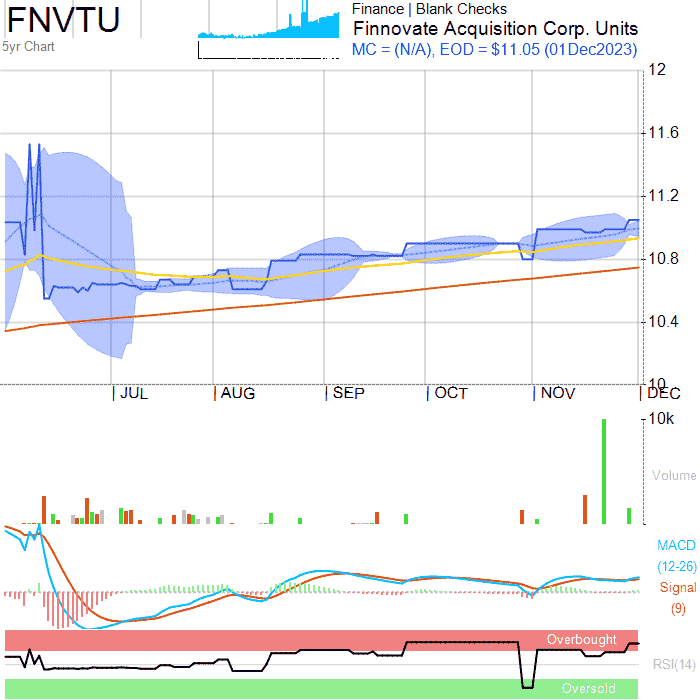 FNVTU
5yr Chart
Finance | Blank Checks
Finnovate Acquisition Corp. Units
MC = (N/A), EOD = $11.05 (01Dec2023)
12
11.6
11.2
10.8
10.4
10
JUL AUG SEP OCT NOV DEC
10k
Volume
MACD
(12-26)
Signal
(9)
Overbought
RSI(14)
Oversold